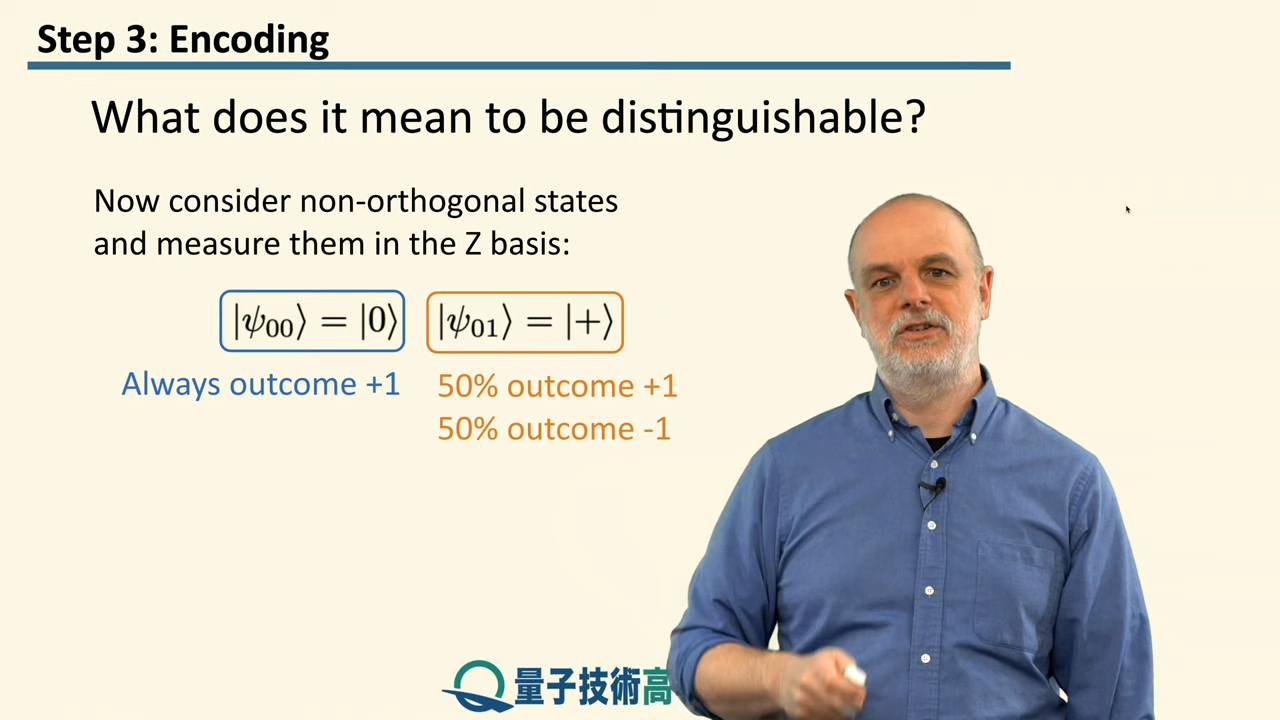 Step 3: Encoding
What does it mean to be distinguishable?
Now consider non-orthogonal states
and measure them in the Z basis:
|ψ₀₀⟩ = |0⟩ |ψ₀₁⟩ = |+⟩
Always outcome +1 50% outcome +1
50% outcome -1
量子技術高